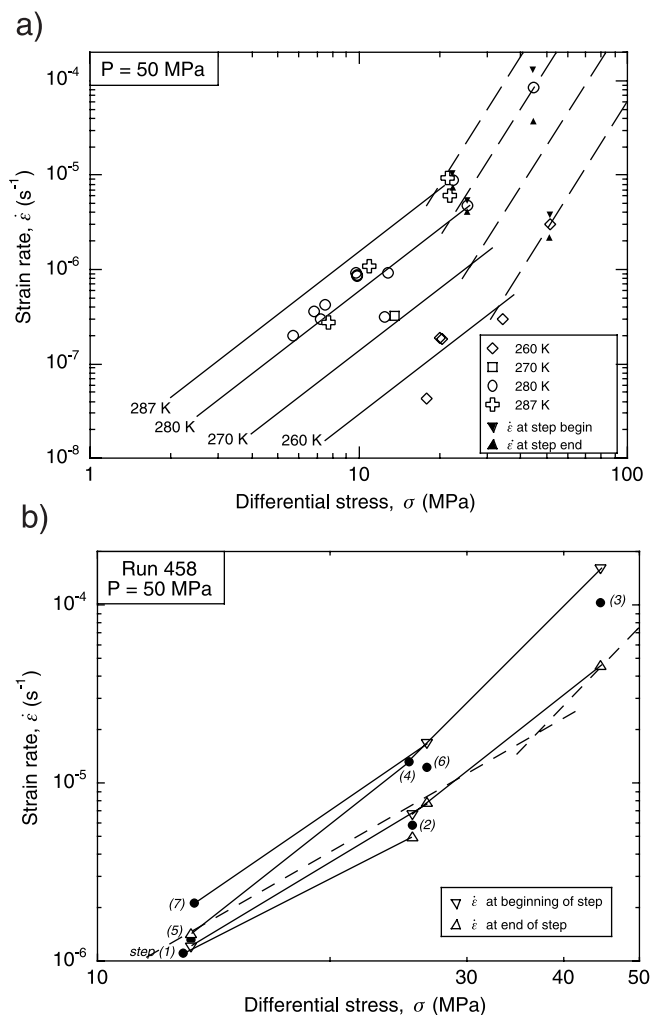 a)
P = 50 MPa
10⁻⁴
10⁻⁵
10⁻⁶
10⁻⁷
10⁻⁸
Strain rate, ε̇ (s⁻¹)
287 K
280 K
270 K
260 K
260 K
270 K
280 K
287 K
ε̇ at step begin
ε̇ at step end
1
10
100
Differential stress, σ (MPa)
b)
Run 458
P = 50 MPa
10⁻⁴
10⁻⁵
10⁻⁶
Strain rate, ε̇ (s⁻¹)
(3)
(4)
(6)
(2)
(7)
(5)
step (1)
ε̇ at beginning of step
ε̇ at end of step
10
30
50
Differential stress, σ (MPa)